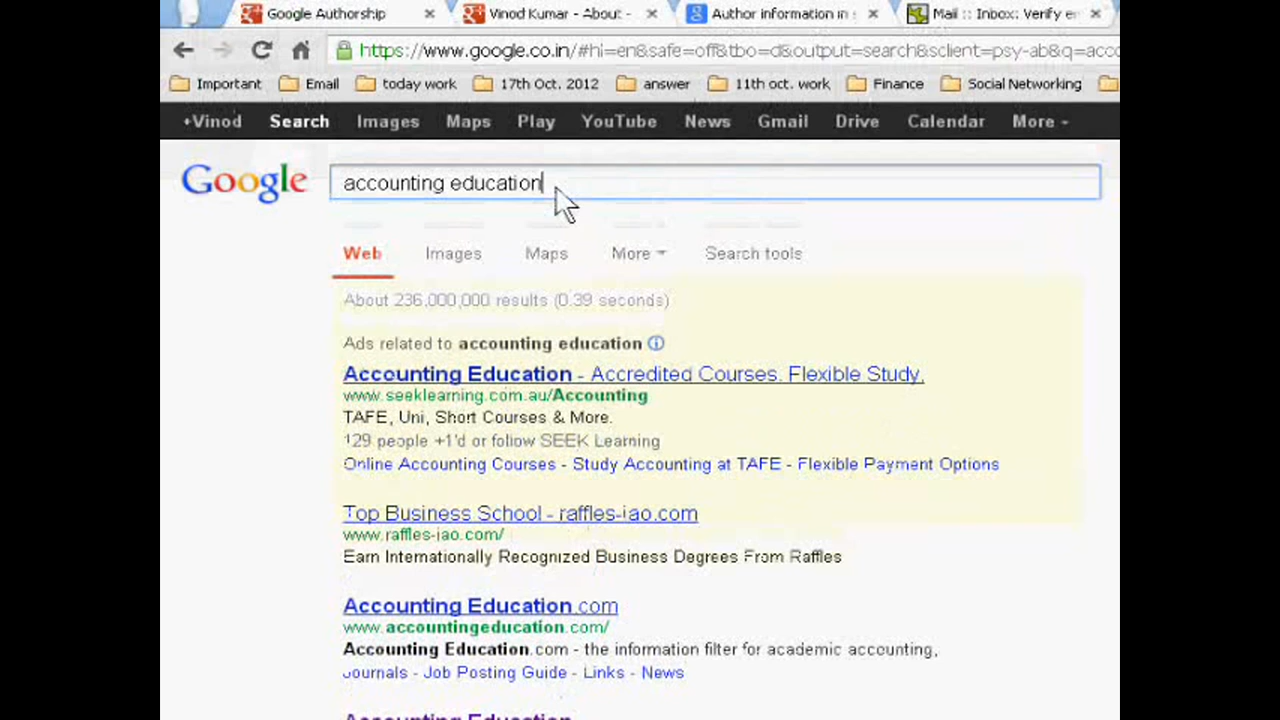 Google Authorship × Vinod Kumar - About - × Author information in s × Mail :: Inbox: Verify en ×
https://www.google.co.in/#hl=en&safe=off&tbo=d&output=search&sclient=psy-ab&q=acco
Important Email today work 17th Oct. 2012 answer 11th oct. work Finance Social Networking
+Vinod Search Images Maps Play YouTube News Gmail Drive Calendar More
Google accounting education
Web Images Maps More Search tools
About 236,000,000 results (0.39 seconds)
Ads related to accounting education
Accounting Education - Accredited Courses. Flexible Study.
www.seeklearning.com.au/Accounting
TAFE, Uni, Short Courses & More.
129 people +1'd or follow SEEK Learning
Online Accounting Courses - Study Accounting at TAFE - Flexible Payment Options
Top Business School - raffles-iao.com
www.raffles-iao.com/
Earn Internationally Recognized Business Degrees From Raffles
Accounting Education.com
www.accountingeducation.com/
Accounting Education.com - the information filter for academic accounting,
Journals - Job Posting Guide - Links - News
Accounting Education